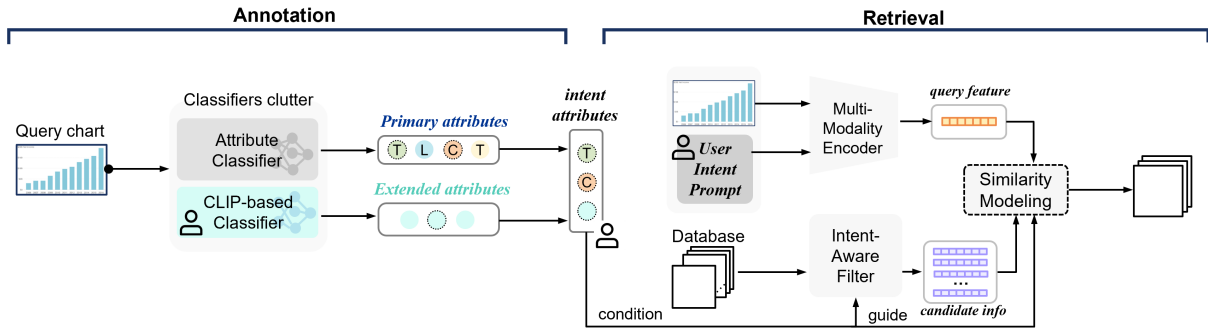 Annotation
Retrieval
Query chart
Classifiers clutter
Attribute
Classifier
CLIP-based
Classifier
Primary attributes
T L C T
Extended attributes
intent
attributes
T
C
User
Intent
Prompt
Multi-
Modality
Encoder
query feature
Similarity
Modeling
Database
Intent-
Aware
Filter
...
candidate info
condition
guide